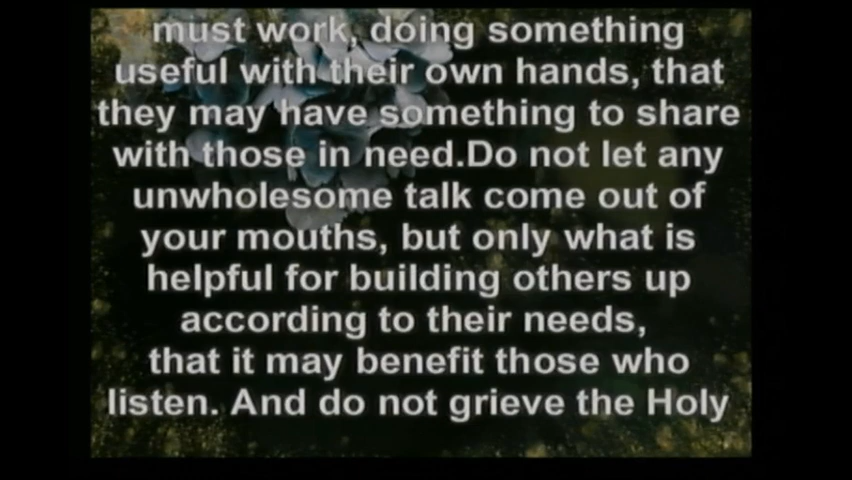 must work, doing something
useful with their own hands, that
they may have something to share
with those in need.Do not let any
unwholesome talk come out of
your mouths, but only what is
helpful for building others up
according to their needs,
that it may benefit those who
listen. And do not grieve the Holy